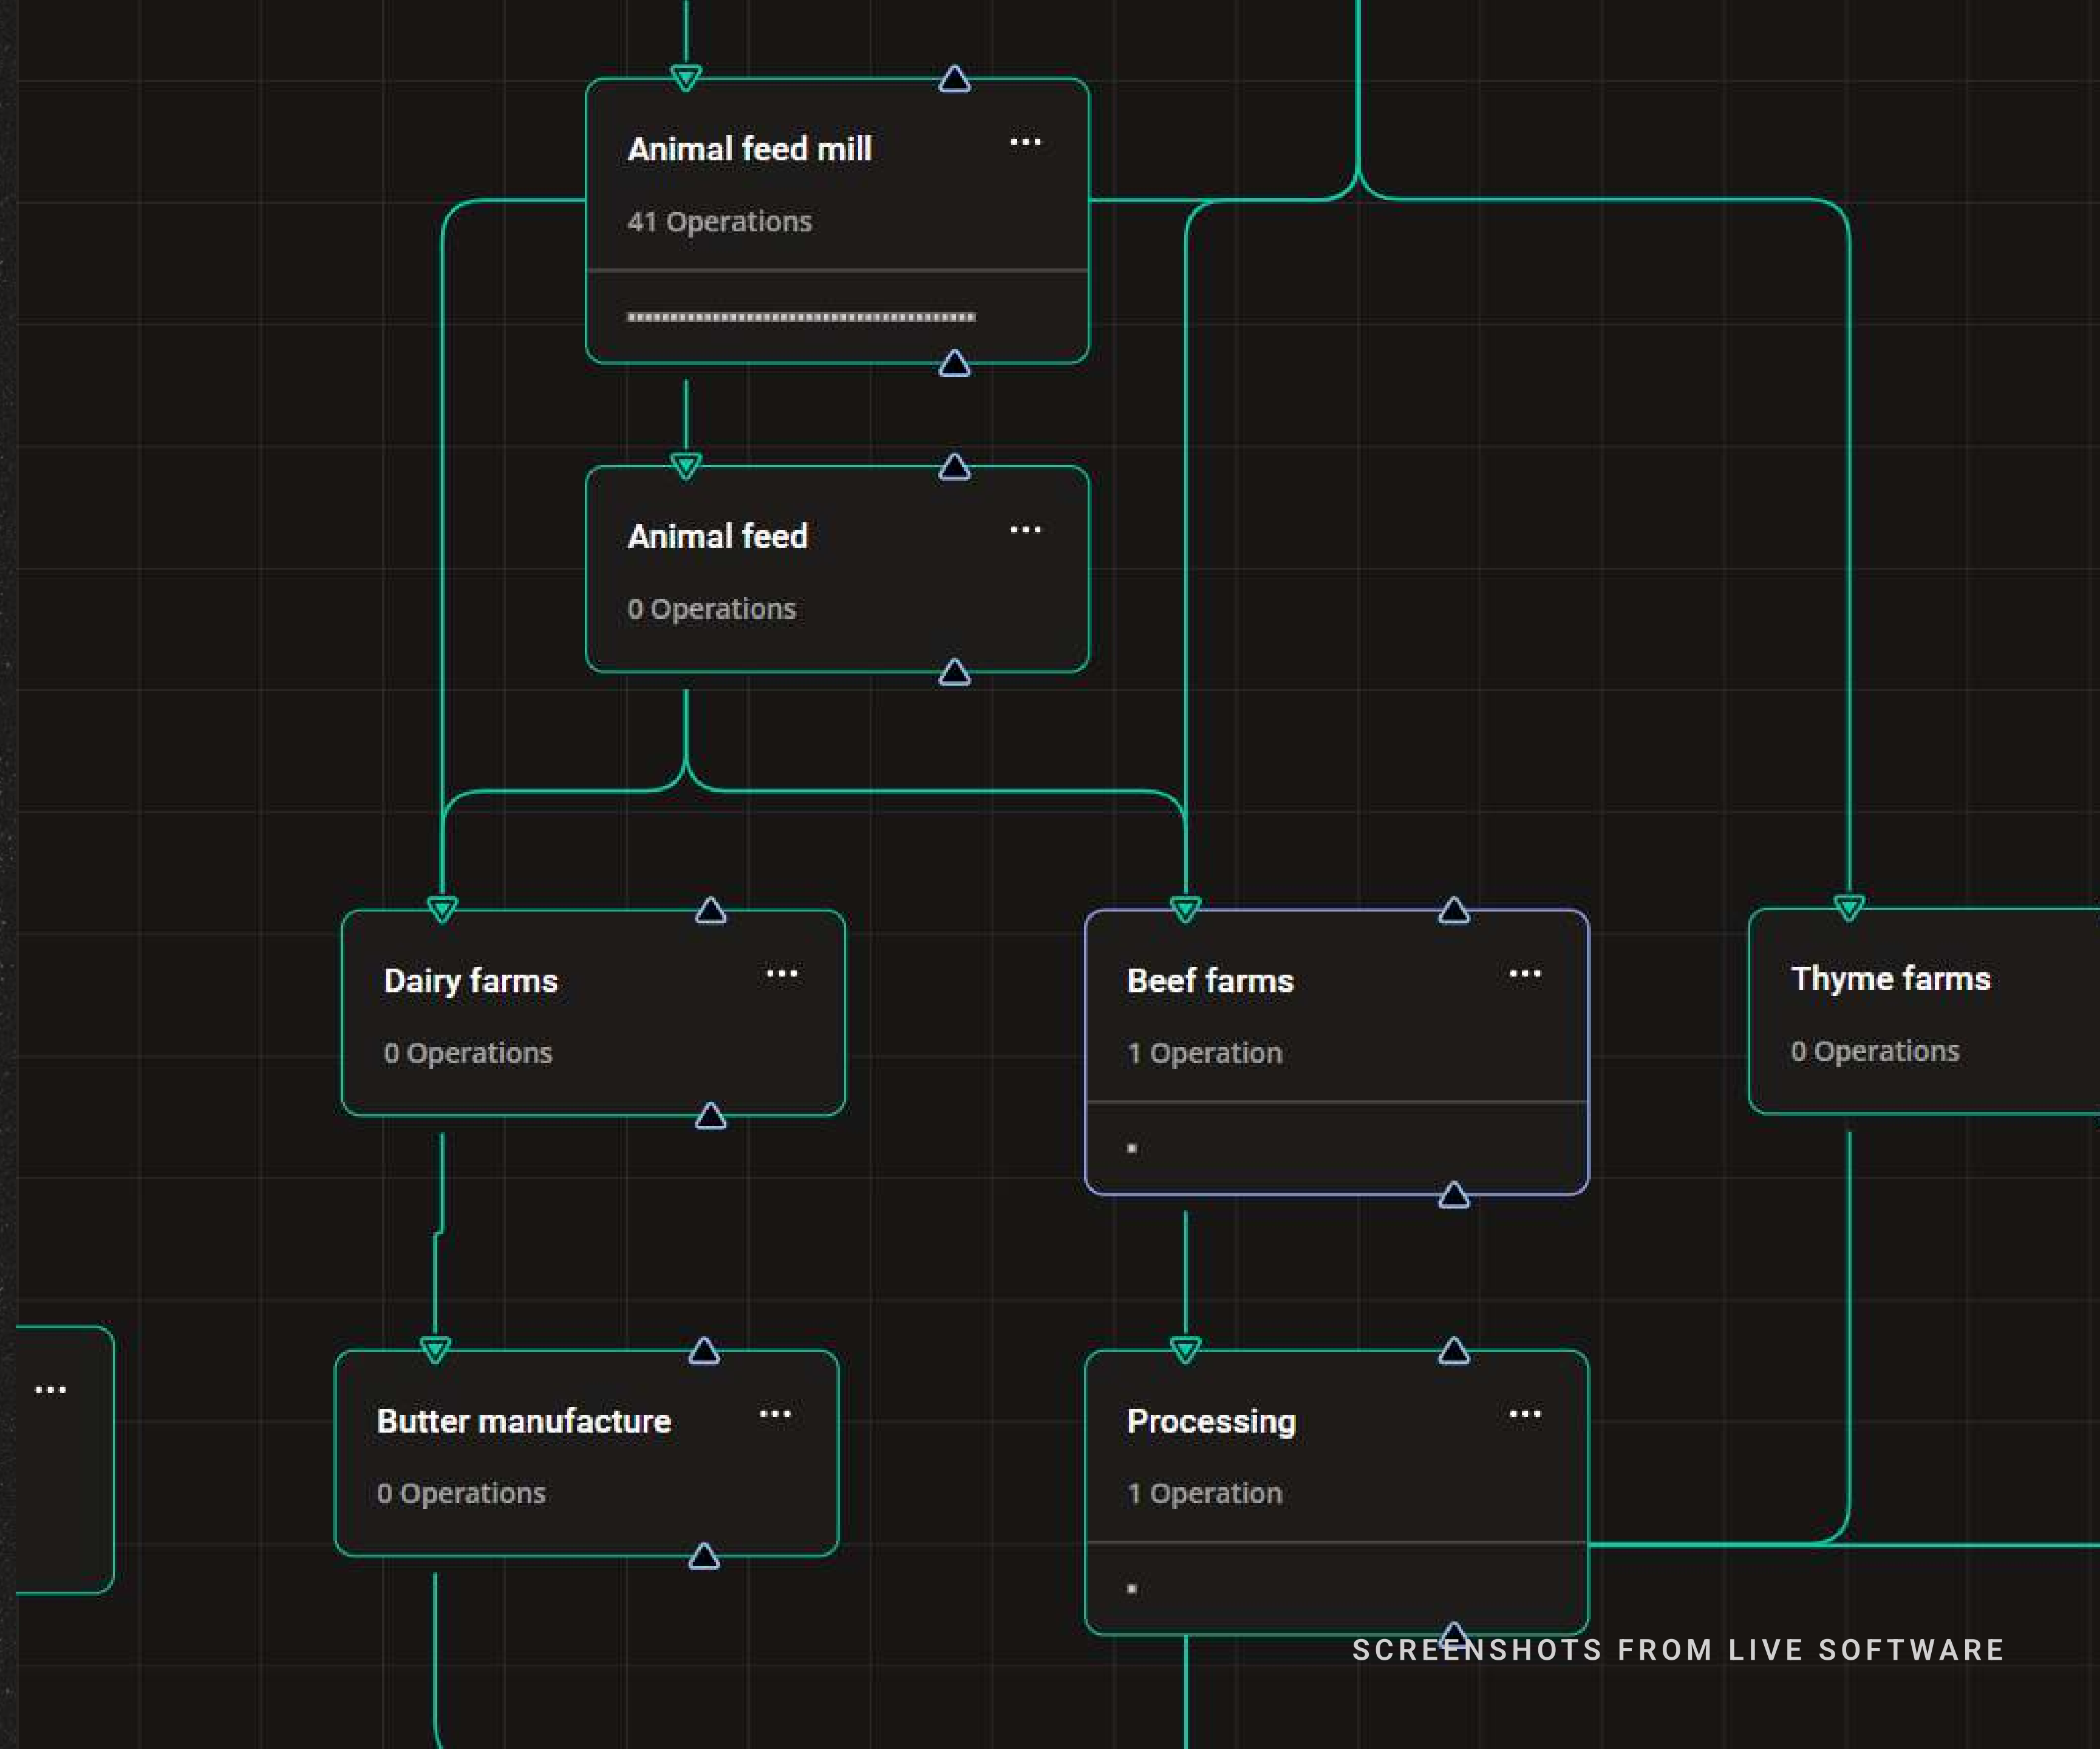 Animal feed mill
41 Operations
Animal feed
0 Operations
Dairy farms
0 Operations
Beef farms
1 Operation
Thyme farms
0 Operations
Butter manufacture
0 Operations
Processing
1 Operation
SCREENSHOTS FROM LIVE SOFTWARE